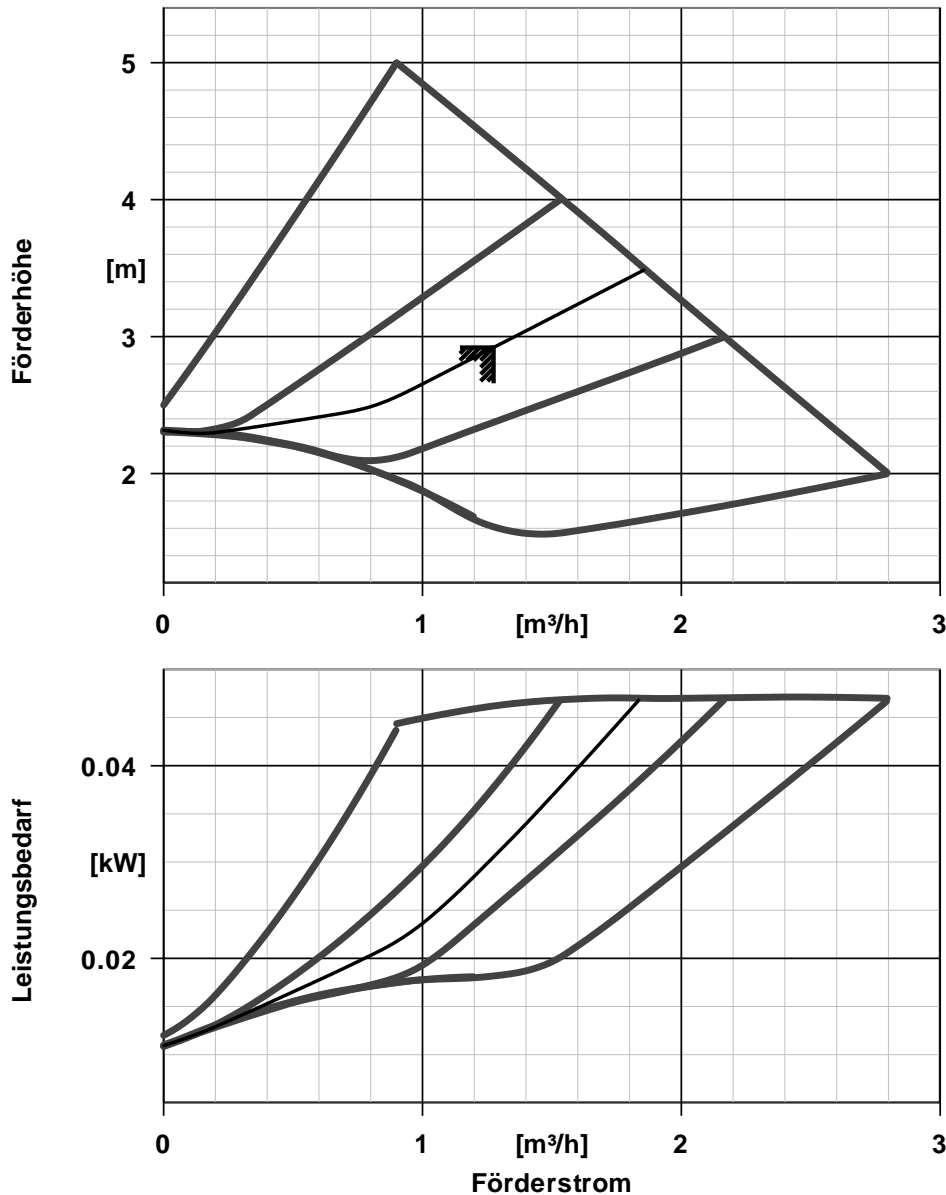 5
4
[m]
3
2
Förderhöhe
0 1 [m³/h] 2 3
0.04
[kW]
0.02
Leistungsbedarf
0 1 [m³/h] 2 3
Förderstrom